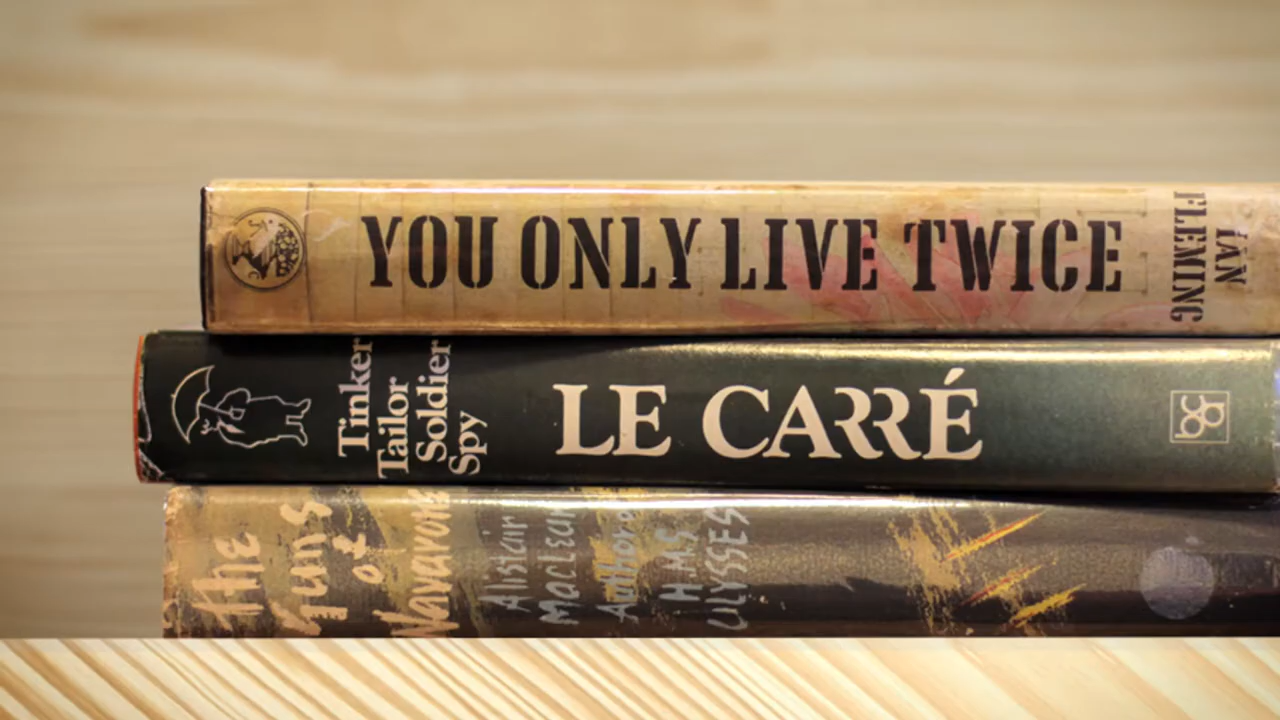 YOU ONLY LIVE TWICE
IAN
FLEMING
Tinker
Tailor
Soldier
Spy
LE CARRÉ
The
Guns
of
Navarone
Alistair
Maclean
Author of
H.M.S
ULYSSES